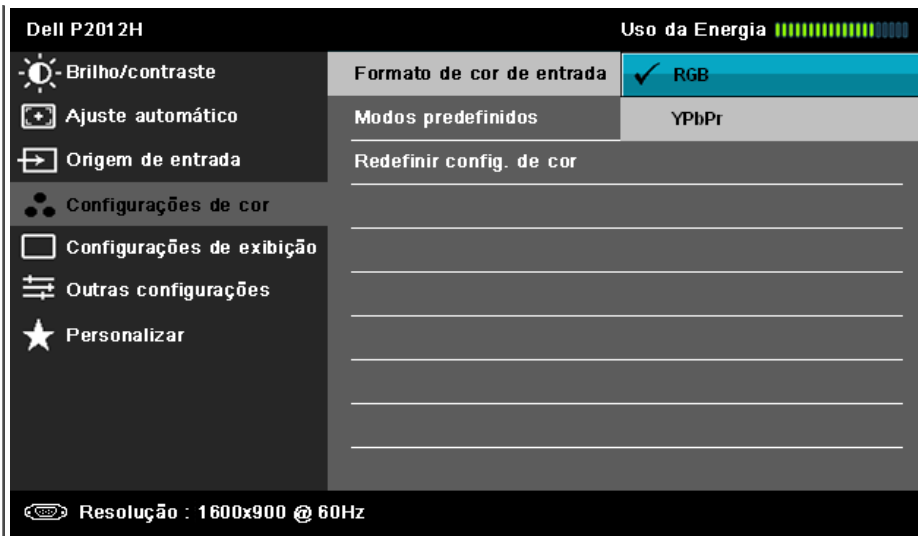 Dell P2012H Uso da Energia
Brilho/contraste Formato de cor de entrada RGB
Ajuste automático Modos predefinidos YPbPr
Origem de entrada Redefinir config. de cor
Configurações de cor
Configurações de exibição
Outras configurações
Personalizar
Resolução : 1600x900 @ 60Hz